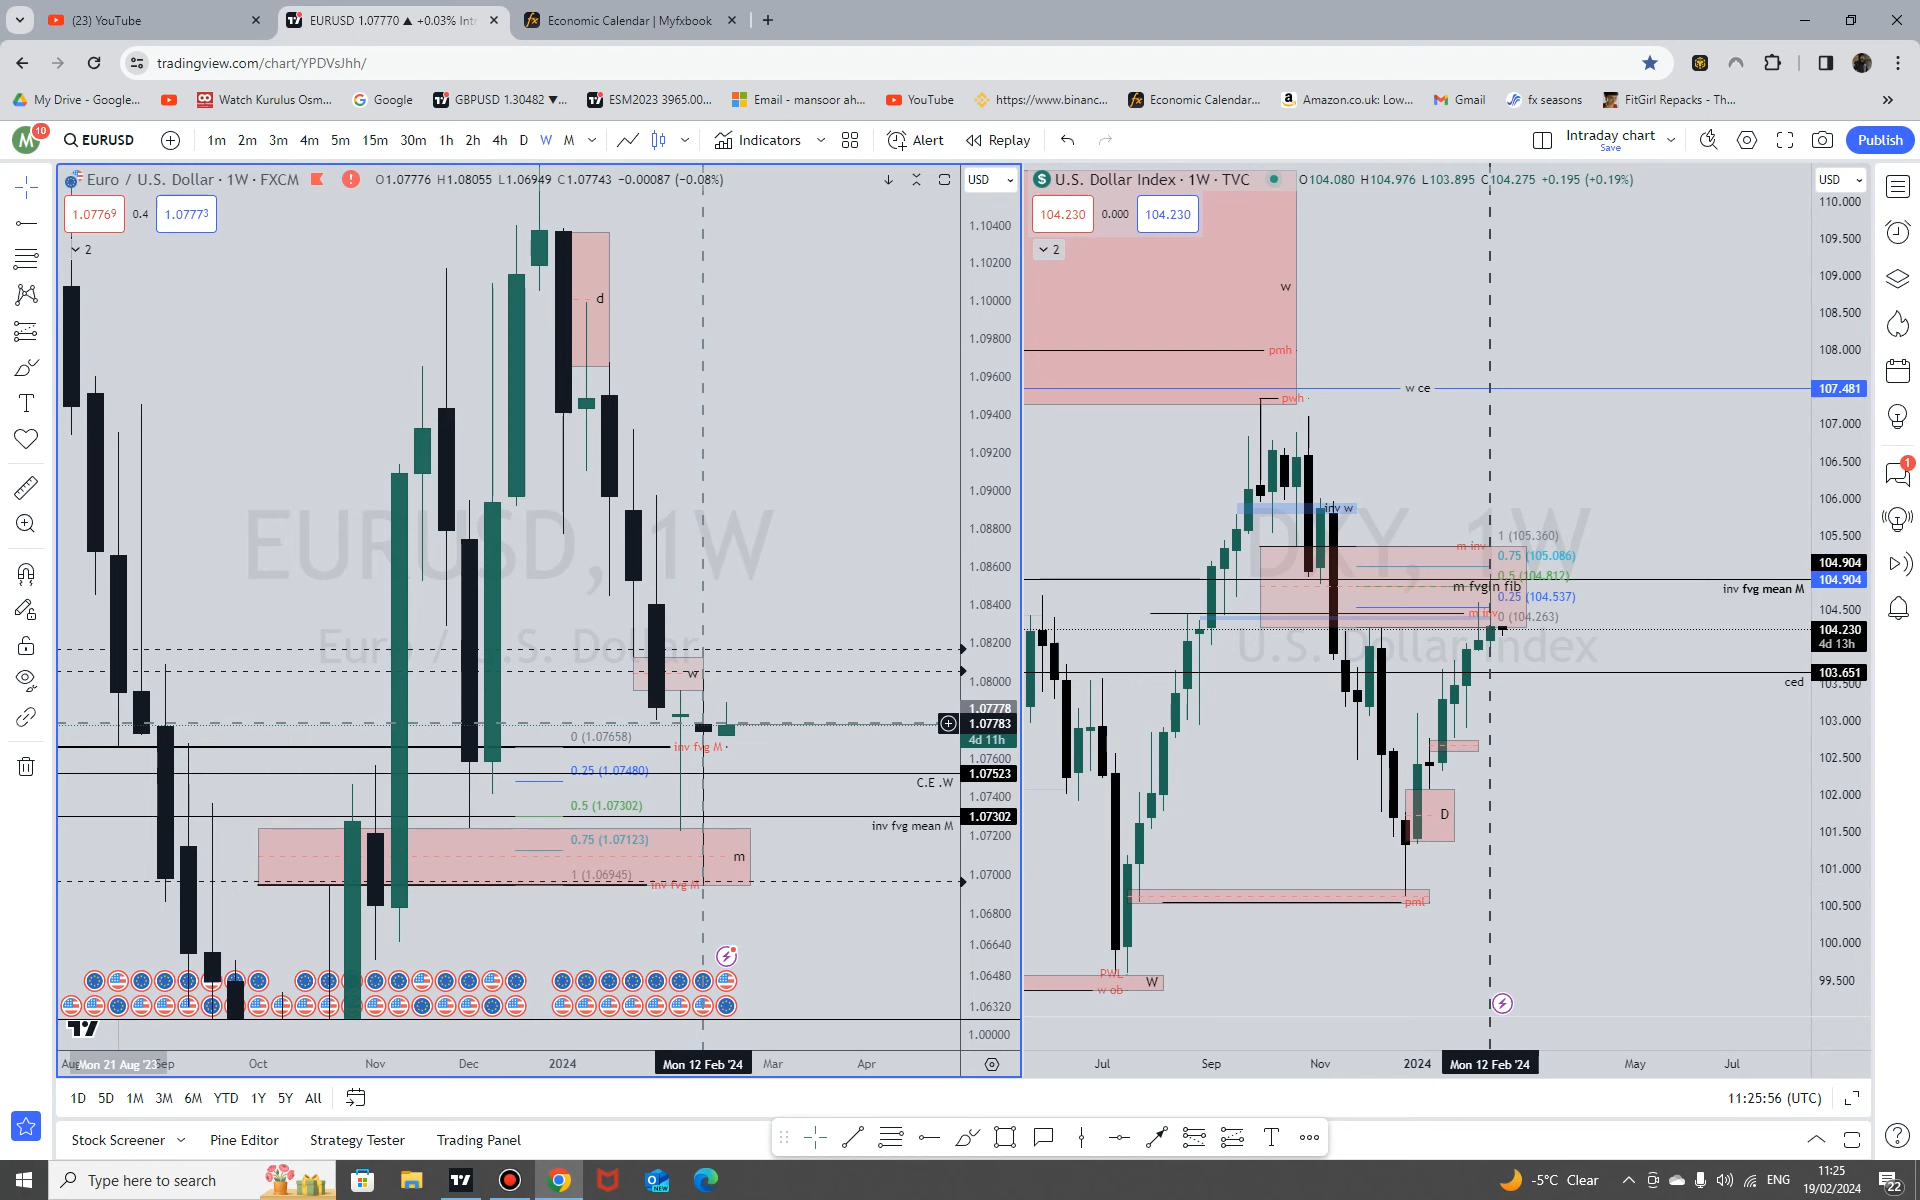 (23) YouTube
EURUSD 1.07770 ▲ +0.03% Intr
Economic Calendar | Myfxbook
tradingview.com/chart/YPDVsJhh/
My Drive - Google...
Watch Kurulus Osm...
Google
GBPUSD 1.30482 ▼...
ESM2023 3965.00...
Email - mansoor ah...
YouTube
https://www.binanc...
Economic Calendar...
Amazon.co.uk: Low...
Gmail
fx seasons
FitGirl Repacks - Th...
M 10 EURUSD 1m 2m 3m 4m 5m 15m 30m 1h 2h 4h D W M Indicators Alert Replay
Intraday chart
Save
Publish
Euro / U.S. Dollar · 1W · FXCM O1.07776 H1.08055 L1.06949 C1.07743 −0.00087 (−0.08%) USD
1.07769 0.4 1.07773
2
EURUSD, 1W
Euro / U.S. Dollar
d
w
0 (1.07658)
inv fvg M
0.25 (1.07480)
C.E .W
0.5 (1.07302)
inv fvg mean M
0.75 (1.07123)
m
1 (1.06945)
inv fvg M
1.10400
1.10200
1.10000
1.09800
1.09600
1.09400
1.09200
1.09000
1.08800
1.08600
1.08400
1.08200
1.08000
1.07778
1.07783
4d 11h
1.07600
1.07523
1.07400
1.07302
1.07200
1.07000
1.06800
1.06640
1.06480
1.06320
1.00000
Mon 21 Aug '23 Sep Oct Nov Dec 2024 Mon 12 Feb '24 Mar Apr
U.S. Dollar Index · 1W · TVC O104.080 H104.976 L103.895 C104.275 +0.195 (+0.19%) USD
104.230 0.000 104.230
2
DXY, 1W
U.S. Dollar Index
w
pmh
w ce
pwh
inv w
1 (105.360)
m inv
0.75 (105.086)
0.5 (104.812)
m fvg
in fib
inv fvg mean M
0.25 (104.537)
m inv
0 (104.263)
ced
D
pml
PWL
W
w ob
110.000
109.500
109.000
108.500
108.000
107.481
107.000
106.500
106.000
105.500
104.904
104.904
104.500
104.230
4d 13h
103.651
103.500
103.000
102.500
102.000
101.500
101.000
100.500
100.000
99.500
Jul Sep Nov 2024 Mon 12 Feb '24 May Jul
1
1D 5D 1M 3M 6M YTD 1Y 5Y All
11:25:56 (UTC)
Stock Screener Pine Editor Strategy Tester Trading Panel
Type here to search
NEW
-5°C Clear
ENG
11:25
19/02/2024
22